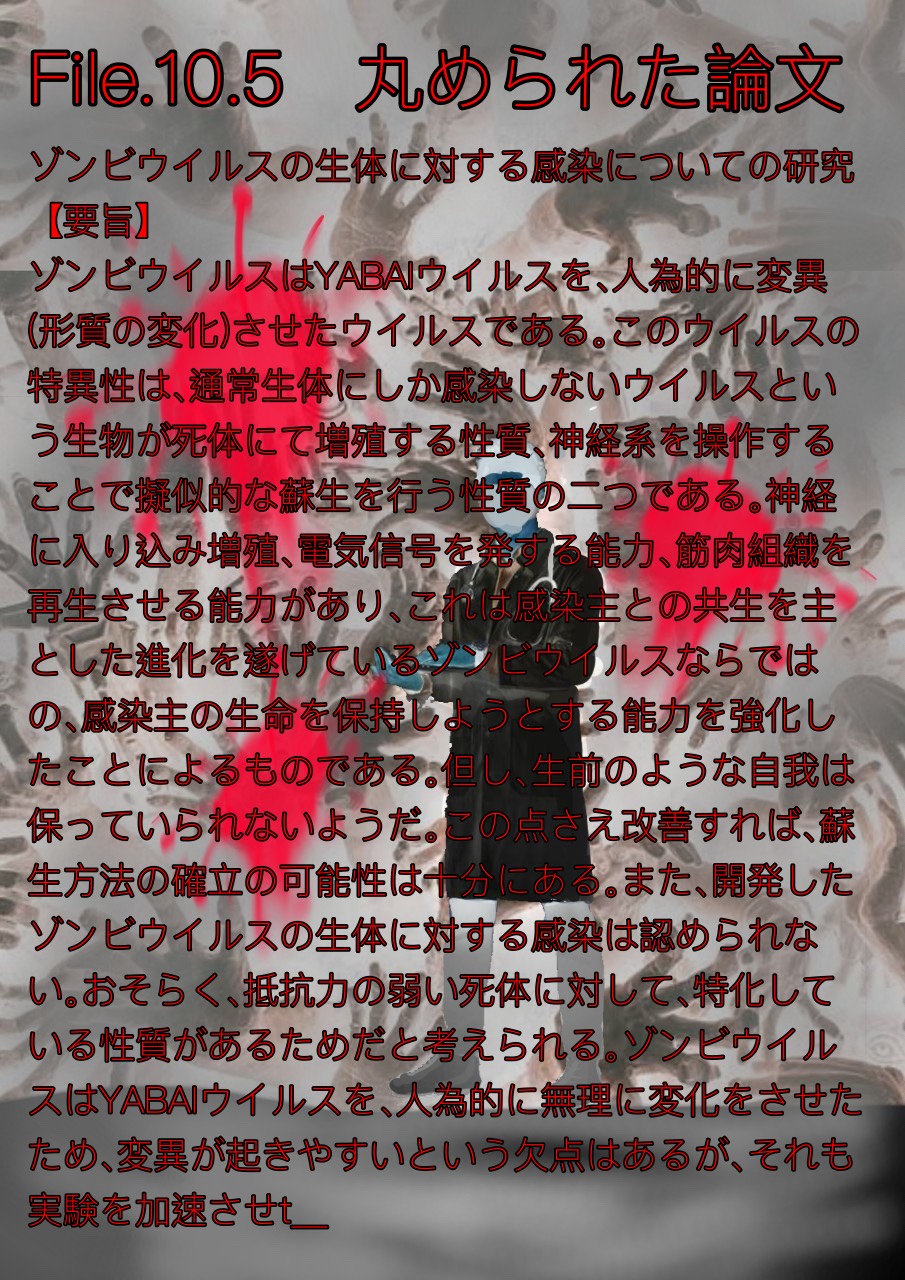 File.10.5　丸められた論文
ゾンビウイルスの生体に対する感染についての研究
【要旨】
ゾンビウイルスはYABAIウイルスを、人為的に変異
(形質の変化)させたウイルスである。このウイルスの
特異性は、通常生体にしか感染しないウイルスとい
う生物が死体にて増殖する性質、神経系を操作する
ことで擬似的な蘇生を行う性質の二つである。神経
に入り込み増殖、電気信号を発する能力、筋肉組織を
再生させる能力があり、これは感染主との共生を主
とした進化を遂げているゾンビウイルスならでは
の、感染主の生命を保持しようとする能力を強化し
たことによるものである。但し、生前のような自我は
保っていられないようだ。この点さえ改善すれば、蘇
生方法の確立の可能性は十分にある。また、開発した
ゾンビウイルスの生体に対する感染は認められな
い。おそらく、抵抗力の弱い死体に対して、特化して
いる性質があるためだと考えられる。ゾンビウイル
スはYABAIウイルスを、人為的に無理に変化をさせた
ため、変異が起きやすいという欠点はあるが、それも
実験を加速させt__